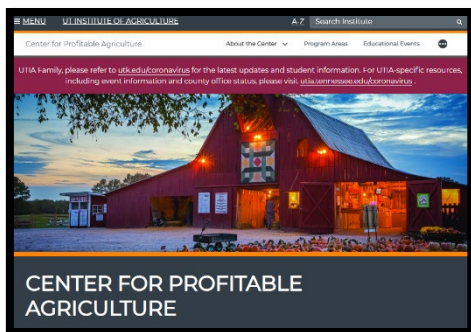 ≡ MENU UT INSTITUTE OF AGRICULTURE A-Z Search Institute
Center for Profitable Agriculture About the Center Program Areas Educational Events
UTIA Family, please refer to utk.edu/coronavirus for the latest updates and student information. For UTIA-specific resources,
including event information and county office status, please visit utia.tennessee.edu/coronavirus .
CENTER FOR PROFITABLE
AGRICULTURE